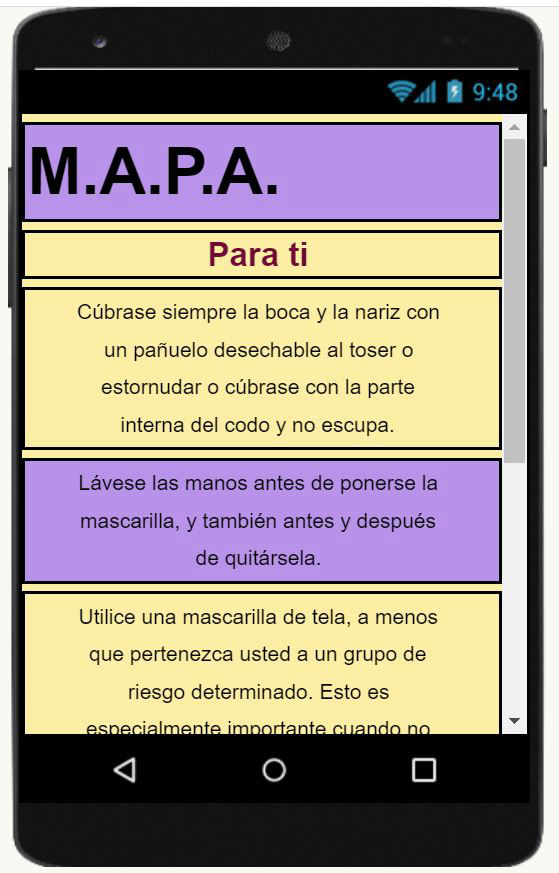 9:48
M.A.P.A.
Para ti
Cúbrase siempre la boca y la nariz con
un pañuelo desechable al toser o
estornudar o cúbrase con la parte
interna del codo y no escupa.
Lávese las manos antes de ponerse la
mascarilla, y también antes y después
de quitársela.
Utilice una mascarilla de tela, a menos
que pertenezca usted a un grupo de
riesgo determinado. Esto es
especialmente importante cuando no